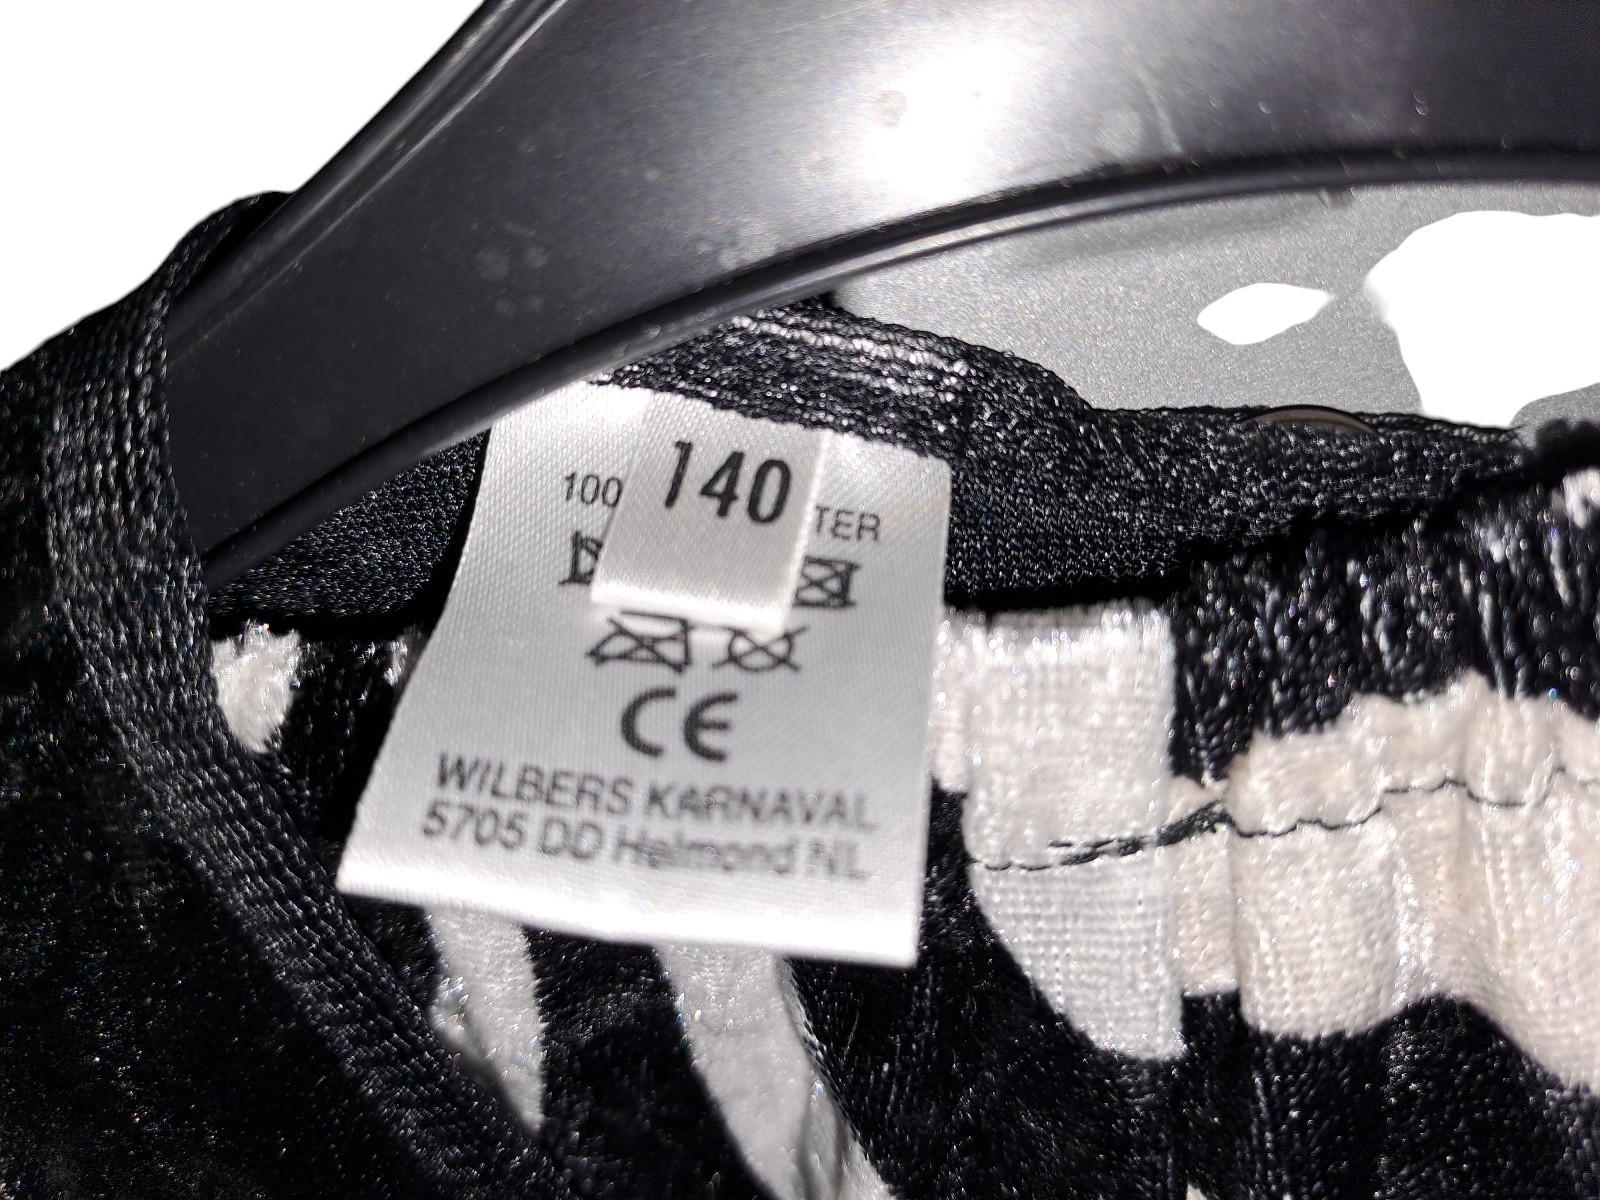 140
100 TER
CE
WILBERS KARNAVAL
5705 DD Helmond NL